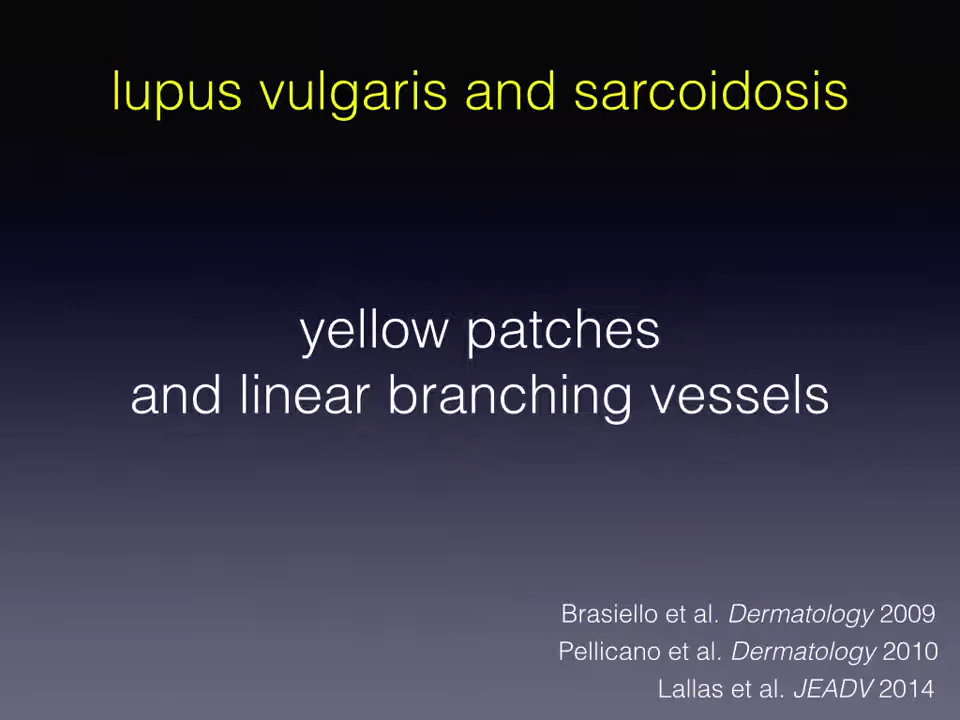 lupus vulgaris and sarcoidosis
yellow patches
and linear branching vessels
Brasiello et al. Dermatology 2009
Pellicano et al. Dermatology 2010
Lallas et al. JEADV 2014